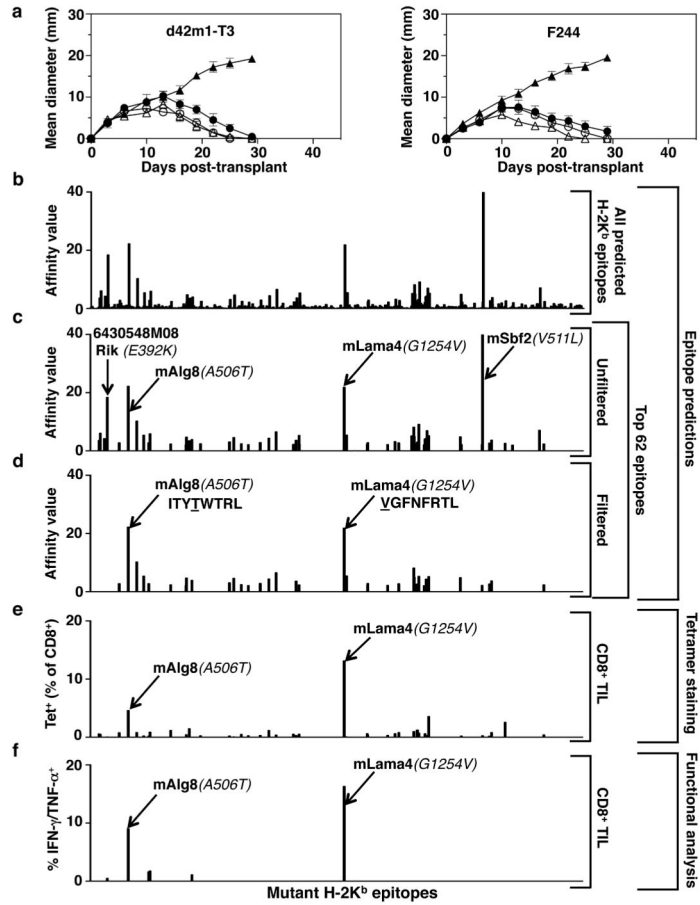 a
d42m1-T3
F244
Mean diameter (mm)
30
20
10
0
0 20 40
Days post-transplant
Mean diameter (mm)
30
20
10
0
0 20 40
Days post-transplant
b
Affinity value
40
20
0
All predicted
H-2Kᵇ
epitopes
c
Affinity value
40
20
0
6430548M08
Rik (E392K)
mAlg8(A506T)
mLama4(G1254V)
mSbf2(V511L)
Unfiltered
d
Affinity value
40
20
0
mAlg8(A506T)
ITYTWTRL
mLama4(G1254V)
VGFNFRTL
Filtered
Top 62 epitopes
Epitope predictions
e
Tet⁺ (% of CD8⁺)
20
10
0
mAlg8(A506T)
mLama4(G1254V)
CD8⁺ TIL
Tetramer staining
f
% IFN-γ/TNF-α⁺
20
10
0
mAlg8(A506T)
mLama4(G1254V)
CD8⁺ TIL
Functional analysis
Mutant H-2Kᵇ epitopes